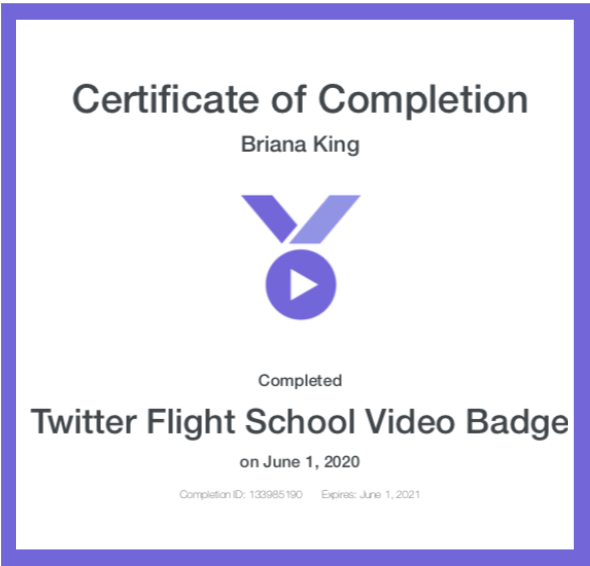 Certificate of Completion
Briana King
Completed
Twitter Flight School Video Badge
on June 1, 2020
Completion ID: 133985190 Expires: June 1, 2021